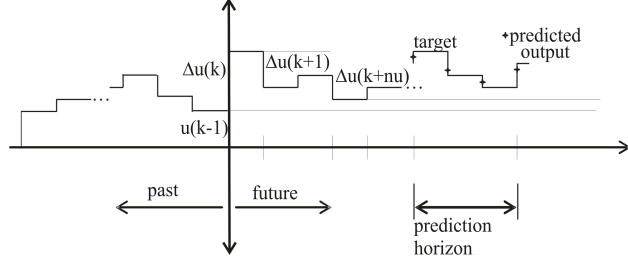 target
+predicted
output
Δu(k)
Δu(k+1)
Δu(k+nu)
...
...
u(k-1)
past
future
prediction
horizon